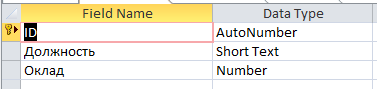 Field Name Data Type
ID AutoNumber
Должность Short Text
Оклад Number